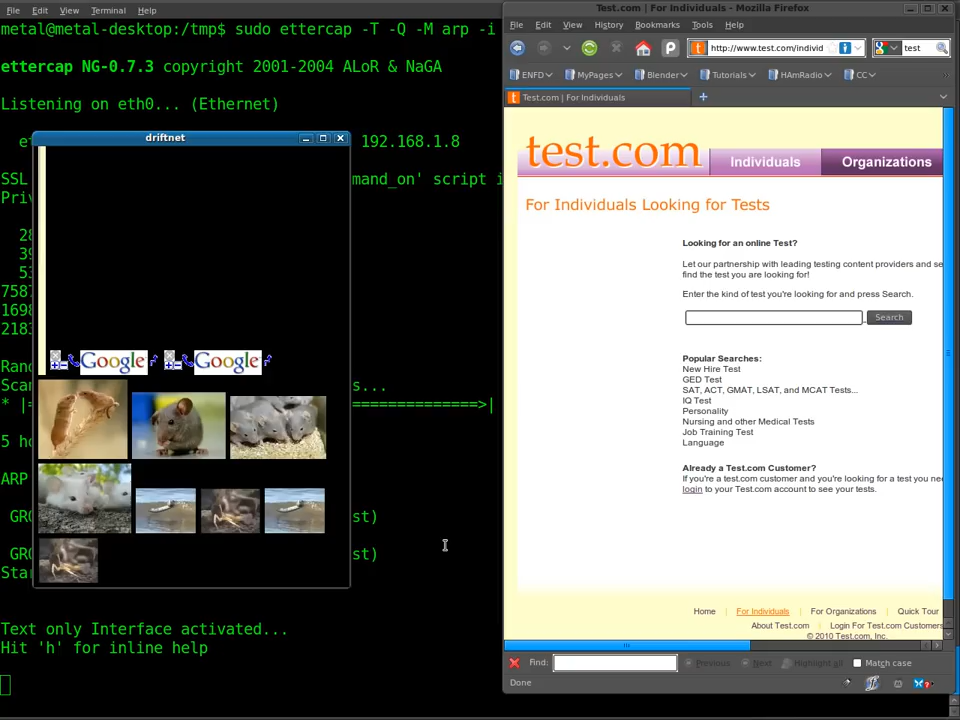 File Edit View Terminal Help
metal@metal-desktop:/tmp$ sudo ettercap -T -Q -M arp -i
ettercap NG-0.7.3 copyright 2001-2004 ALoR & NaGA
Listening on eth0... (Ethernet)
192.168.1.8
SSL
mand_on' script i
Priv
7587
1698
2183
Scan
s...
* |=
==============>|
5 ho
ARP
GRO
st)
GRO
st)
Star
Text only Interface activated...
Hit 'h' for inline help
driftnet
Google
Google
Test.com | For Individuals - Mozilla Firefox
File Edit View History Bookmarks Tools Help
http://www.test.com/individ
test
ENFD MyPages Blender Tutorials HAmRadio CC
Test.com | For Individuals
test.com
Individuals
Organizations
For Individuals Looking for Tests
Looking for an online Test?
Let our partnership with leading testing content providers and se
find the test you are looking for!
Enter the kind of test you're looking for and press Search.
Search
Popular Searches:
New Hire Test
GED Test
SAT, ACT, GMAT, LSAT, and MCAT Tests...
IQ Test
Personality
Nursing and other Medical Tests
Job Training Test
Language
Already a Test.com Customer?
If you're a test.com customer and you're looking for a test you nee
login to your Test.com account to see your tests.
Home | For Individuals | For Organizations | Quick Tour
About Test.com | Login For Test.com Customers
© 2010 Test.com, Inc.
Find: Previous Next Highlight all Match case
Done